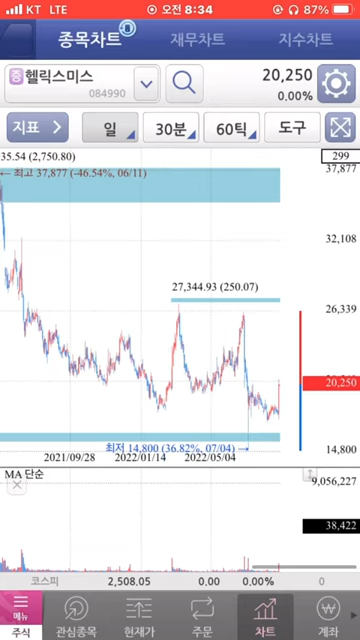 KT LTE 오전 8:34 87%
종목차트 재무차트 지수차트
증 헬릭스미스 084990
20,250
0.00%
지표 일 30분 60틱 도구
35.54 (2,750.80)
299
37,877
← 최고 37,877 (-46.54%, 06/11)
32,108
27,344.93 (250.07)
26,339
20,250
최저 14,800 (36.82%, 07/04) →
14,800
2021/09/28 2022/01/14 2022/05/04
MA 단순
9,056,227
38,422
코스피 2,508.05 0.00 0.00% 0
메뉴
주식 관심종목 현재가 주문 차트 계좌